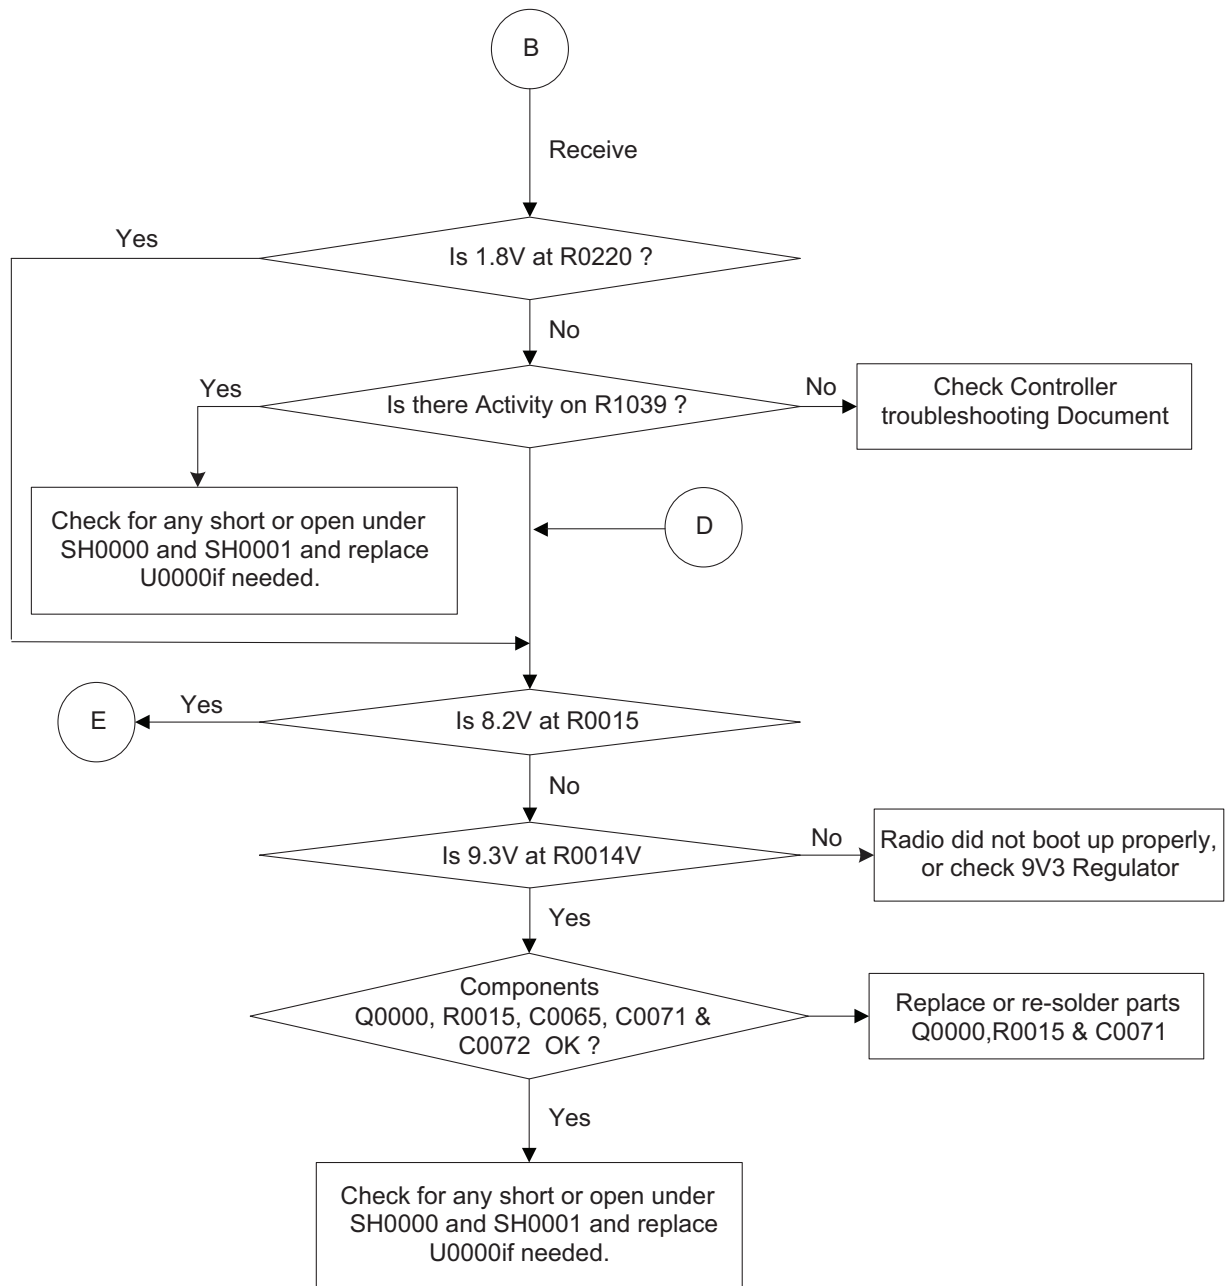 B
Receive
Yes
Is 1.8V at R0220 ?
No
Yes
Is there Activity on R1039 ?
No
Check Controller
troubleshooting Document
Check for any short or open under
SH0000 and SH0001 and replace
U0000if needed.
D
E
Yes
Is 8.2V at R0015
No
Is 9.3V at R0014V
No
Radio did not boot up properly,
or check 9V3 Regulator
Yes
Components
Q0000, R0015, C0065, C0071 &
C0072 OK ?
Replace or re-solder parts
Q0000,R0015 & C0071
Yes
Check for any short or open under
SH0000 and SH0001 and replace
U0000if needed.